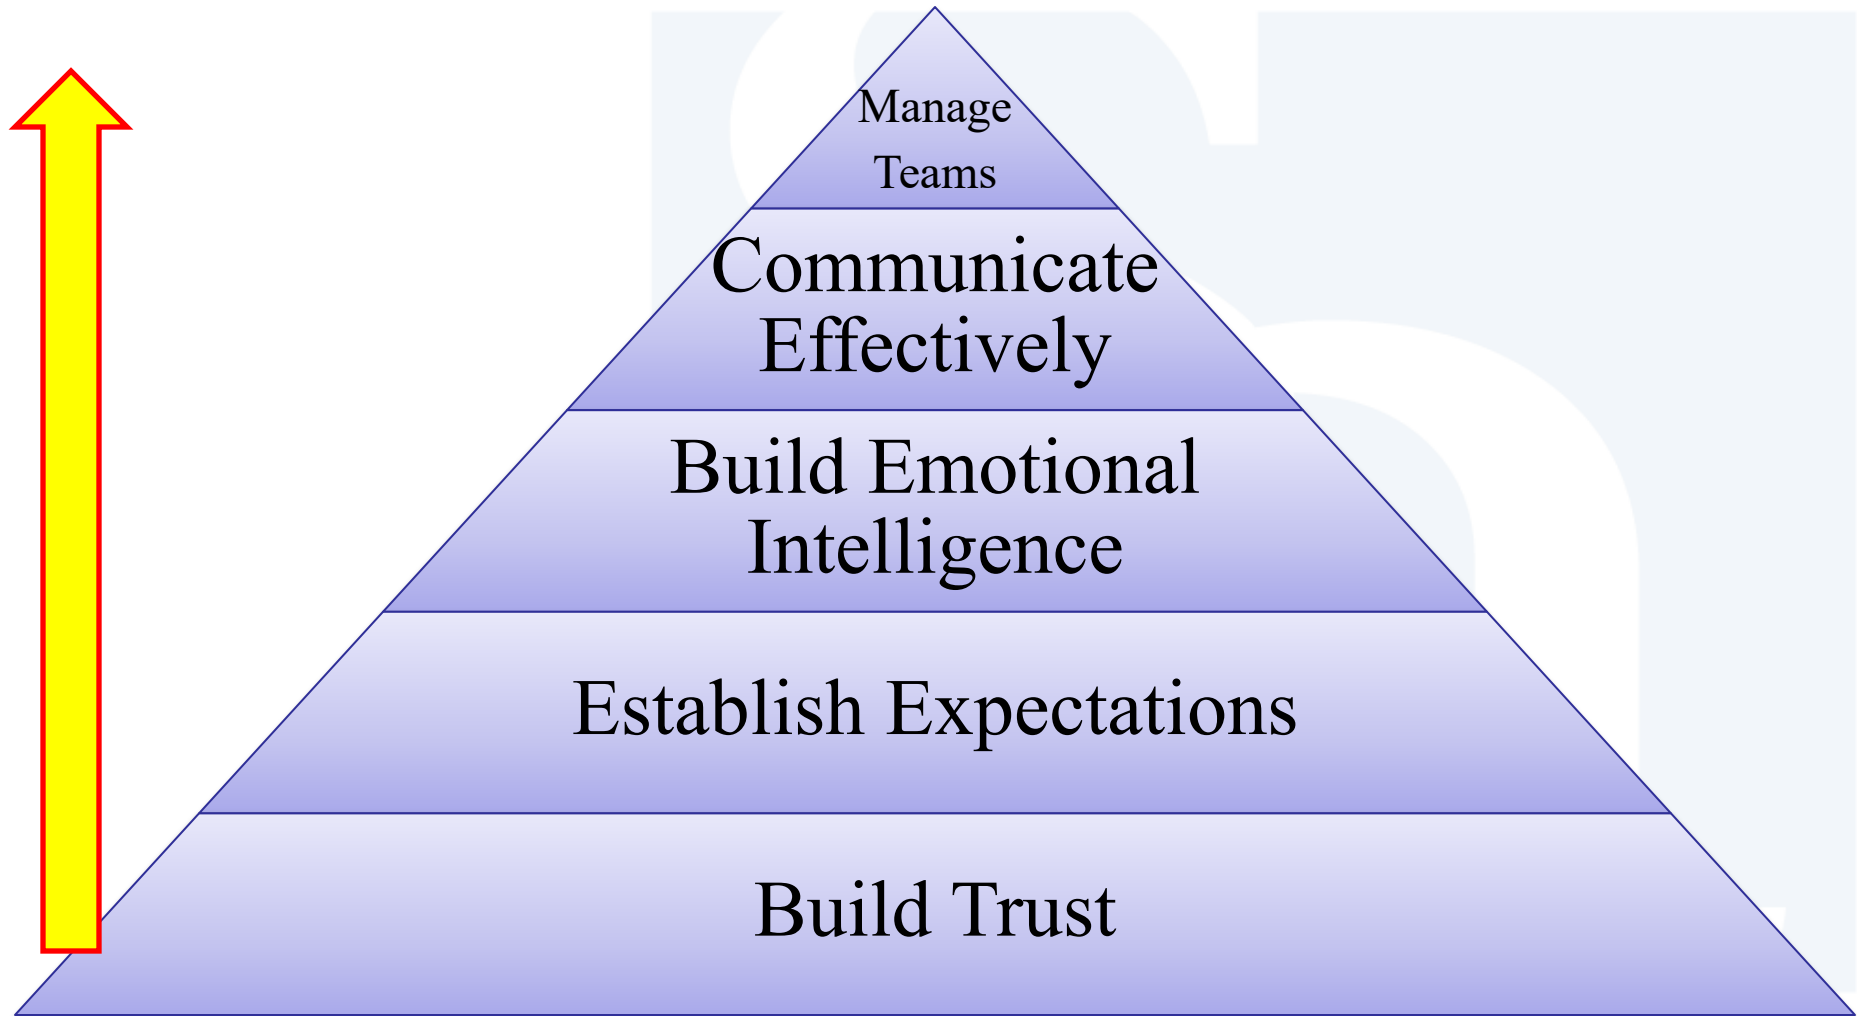 Manage
Teams
Communicate
Effectively
Build Emotional
Intelligence
Establish Expectations
Build Trust